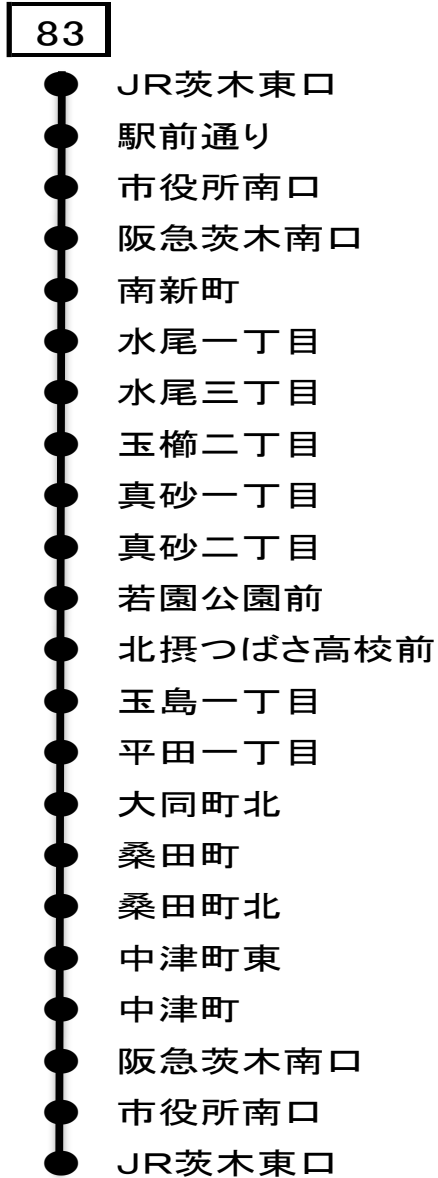 83
JR茨木東口
駅前通り
市役所南口
阪急茨木南口
南新町
水尾一丁目
水尾三丁目
玉櫛二丁目
真砂一丁目
真砂二丁目
若園公園前
北摂つばさ高校前
玉島一丁目
平田一丁目
大同町北
桑田町
桑田町北
中津町東
中津町
阪急茨木南口
市役所南口
JR茨木東口